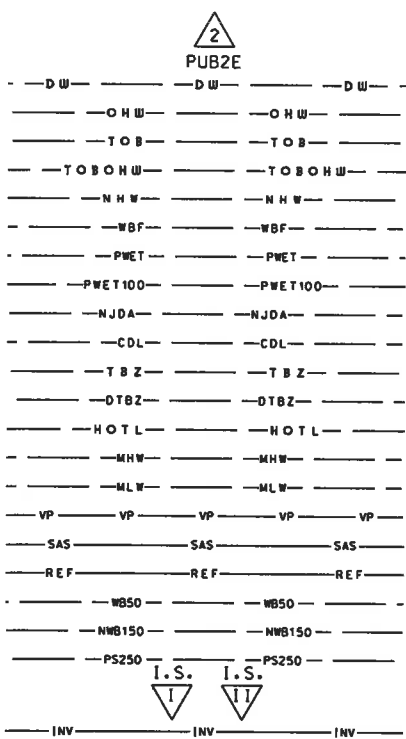 2
PUB2E
DW DW DW
OHW OHW
TOB TOB
TOBOHW TOBOHW
NHW NHW
WBF WBF
PWET PWET
PWET100 PWET100
NJDA NJDA
CDL CDL
TBZ TBZ
DTBZ DTBZ
HOTL HOTL
MHW MHW
MLW MLW
VP VP VP VP VP
SAS SAS SAS
REF REF REF
WB50 WB50
NWB150 NWB150
PS250 PS250
I.S. I.S.
I II
INV INV INV